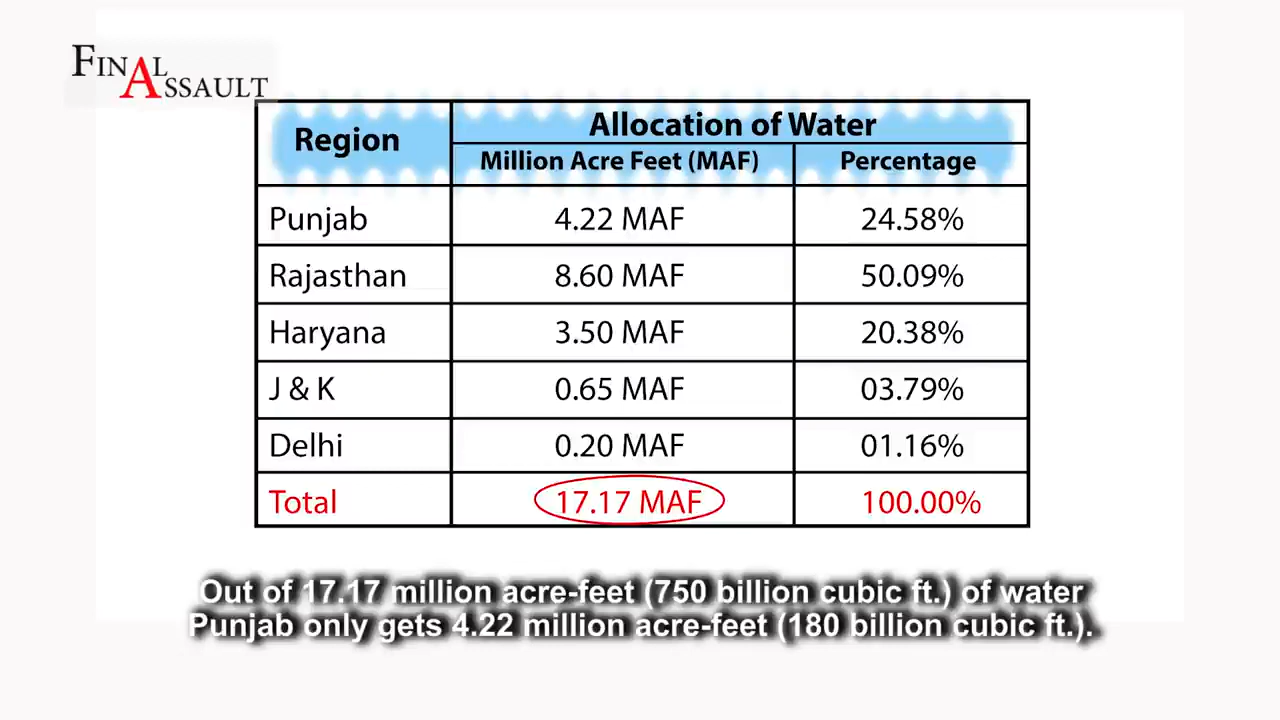 FINAL
ASSAULT
Region
Allocation of Water
Million Acre Feet (MAF) Percentage
Punjab 4.22 MAF 24.58%
Rajasthan 8.60 MAF 50.09%
Haryana 3.50 MAF 20.38%
J & K 0.65 MAF 03.79%
Delhi 0.20 MAF 01.16%
Total 17.17 MAF 100.00%
Out of 17.17 million acre-feet (750 billion cubic ft.) of water
Punjab only gets 4.22 million acre-feet (180 billion cubic ft.).